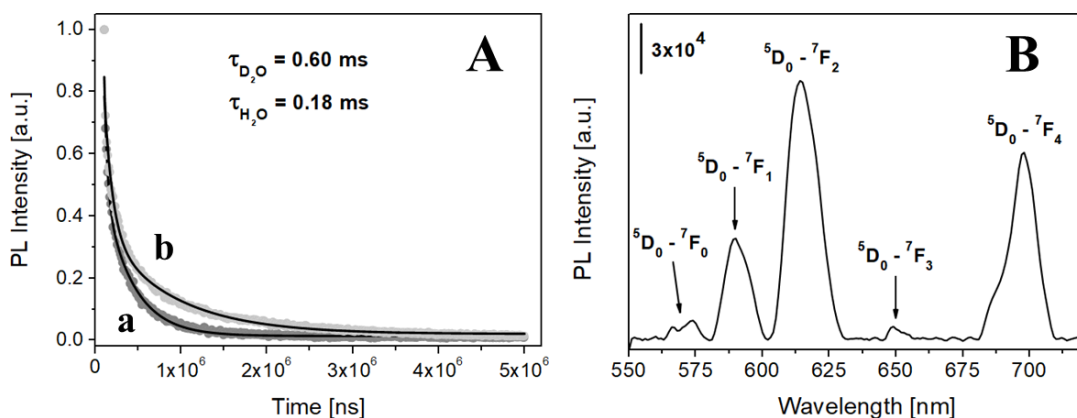 A
τD₂O = 0.60 ms
τH₂O = 0.18 ms
b
a
PL Intensity [a.u.]
1.0
0.8
0.6
0.4
0.2
0.0
0 1x10⁶ 2x10⁶ 3x10⁶ 4x10⁶ 5x10⁶
Time [ns]
B
3x10⁴
⁵D₀ - ⁷F₂
⁵D₀ - ⁷F₄
⁵D₀ - ⁷F₁
⁵D₀ - ⁷F₀
⁵D₀ - ⁷F₃
PL Intensity [a.u.]
550 575 600 625 650 675 700
Wavelength [nm]